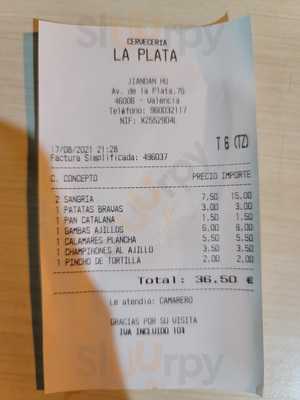 CERVECERIA
LA PLATA
JIANDAN HU
Av. de la Plata,76
46006 - Valencia
Telefono: 960032117
NIF: X2552904L
T 6 (TZ)
17/08/2021 21:28
Factura Simplificada: 496037
C. CONCEPTO PRECIO IMPORTE
2 SANGRIA 7,50 15,00
1 PATATAS BRAVAS 3,00 3,00
1 PAN CATALANA 1,50 1,50
1 GAMBAS AJILLOS 6,00 6,00
1 CALAMARES PLANCHA 5,50 5,50
1 CHAMPIÑONES AL AJILLO 3,50 3,50
1 PINCHO DE TORTILLA 2,00 2,00
Total: 36,50 €
Le atendió: CAMARERO
GRACIAS POR SU VISITA
IVA INCLUIDO 10%